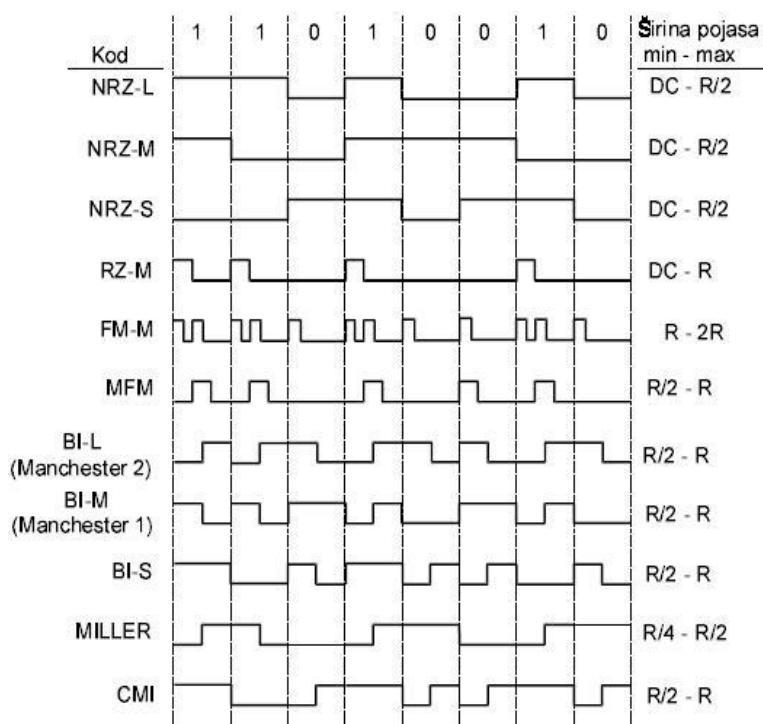 1 1 0 1 0 0 1 0 Širina pojasa
Kod min - max
NRZ-L DC - R/2
NRZ-M DC - R/2
NRZ-S DC - R/2
RZ-M DC - R
FM-M R - 2R
MFM R/2 - R
BI-L
(Manchester 2) R/2 - R
BI-M
(Manchester 1) R/2 - R
BI-S R/2 - R
MILLER R/4 - R/2
CMI R/2 - R